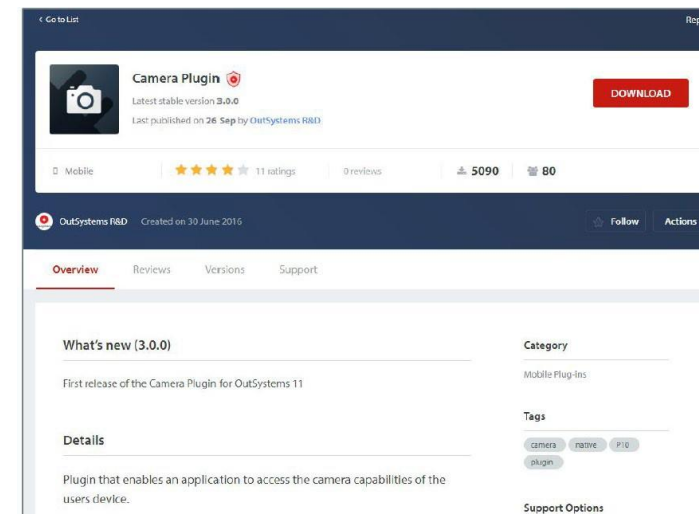 < Go to List
Rep
Camera Plugin
Latest stable version 3.0.0
Last published on 26 Sep by OutSystems R&D
DOWNLOAD
Mobile
11 ratings
0 reviews
5090
80
OutSystems R&D Created on 30 June 2016
Follow
Actions
Overview Reviews Versions Support
What's new (3.0.0)
First release of the Camera Plugin for OutSystems 11
Details
Plugin that enables an application to access the camera capabilities of the
users device.
Category
Mobile Plug-ins
Tags
camera native P10
plugin
Support Options